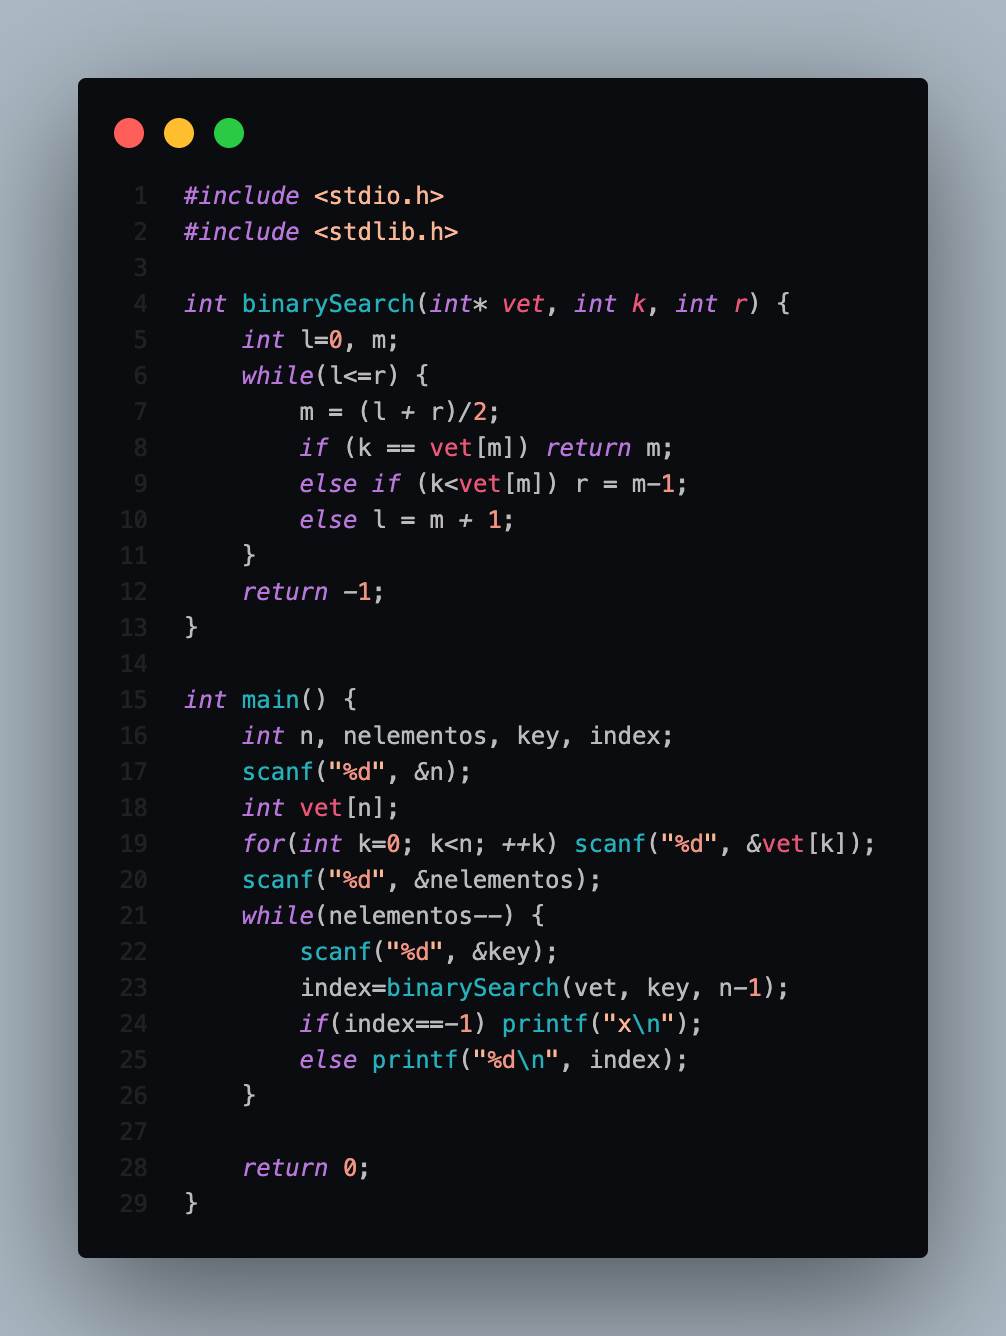 1 #include <stdio.h>
2 #include <stdlib.h>
3
4 int binarySearch(int* vet, int k, int r) {
5     int l=0, m;
6     while(l<=r) {
7         m = (l + r)/2;
8         if (k == vet[m]) return m;
9         else if (k<vet[m]) r = m-1;
10         else l = m + 1;
11     }
12     return -1;
13 }
14
15 int main() {
16     int n, nelementos, key, index;
17     scanf("%d", &n);
18     int vet[n];
19     for(int k=0; k<n; ++k) scanf("%d", &vet[k]);
20     scanf("%d", &nelementos);
21     while(nelementos--) {
22         scanf("%d", &key);
23         index=binarySearch(vet, key, n-1);
24         if(index==-1) printf("x\n");
25         else printf("%d\n", index);
26     }
27
28     return 0;
29 }